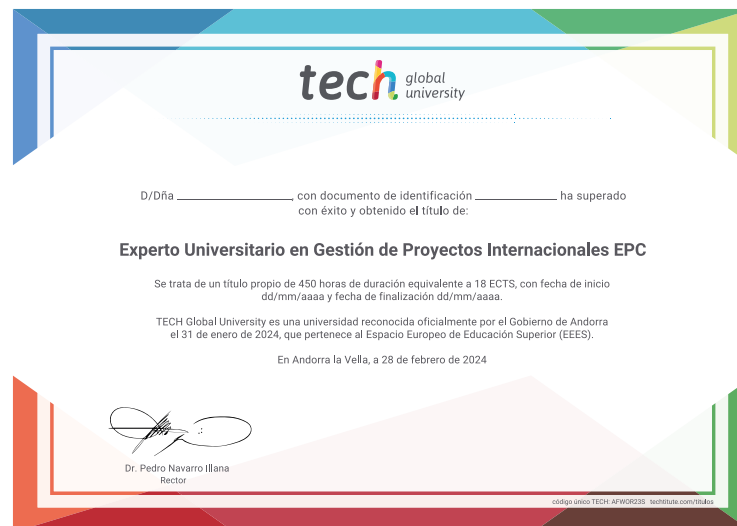 tech global university
D/Dña ______________, con documento de identificación __________ ha superado
con éxito y obtenido el título de:
Experto Universitario en Gestión de Proyectos Internacionales EPC
Se trata de un título propio de 450 horas de duración equivalente a 18 ECTS, con fecha de inicio
dd/mm/aaaa y fecha de finalización dd/mm/aaaa.
TECH Global University es una universidad reconocida oficialmente por el Gobierno de Andorra
el 31 de enero de 2024, que pertenece al Espacio Europeo de Educación Superior (EEES).
En Andorra la Vella, a 28 de febrero de 2024
Dr. Pedro Navarro Illana
Rector
código único TECH: AFWOR23S techtitute.com/titulos